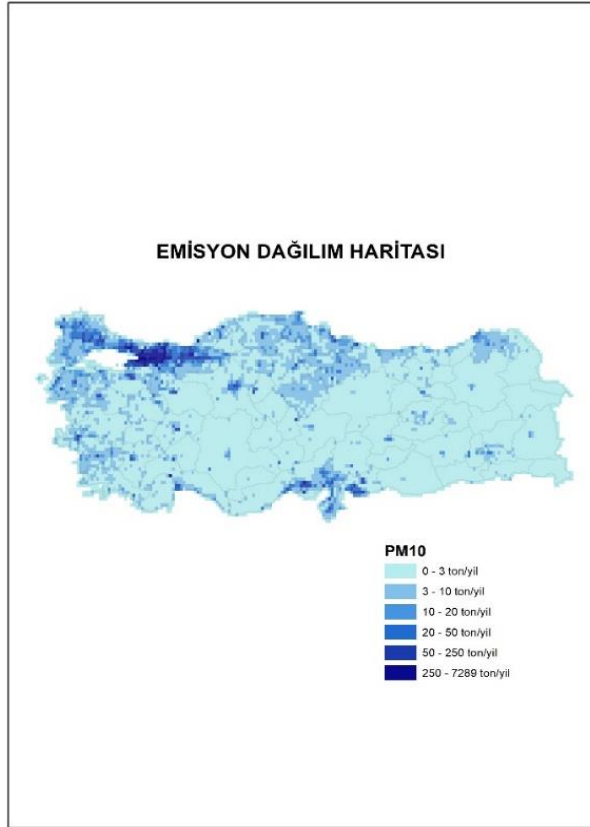 EMİSYON DAĞILIM HARİTASI
PM10
0 - 3 ton/yil
3 - 10 ton/yil
10 - 20 ton/yil
20 - 50 ton/yil
50 - 250 ton/yil
250 - 7289 ton/yil